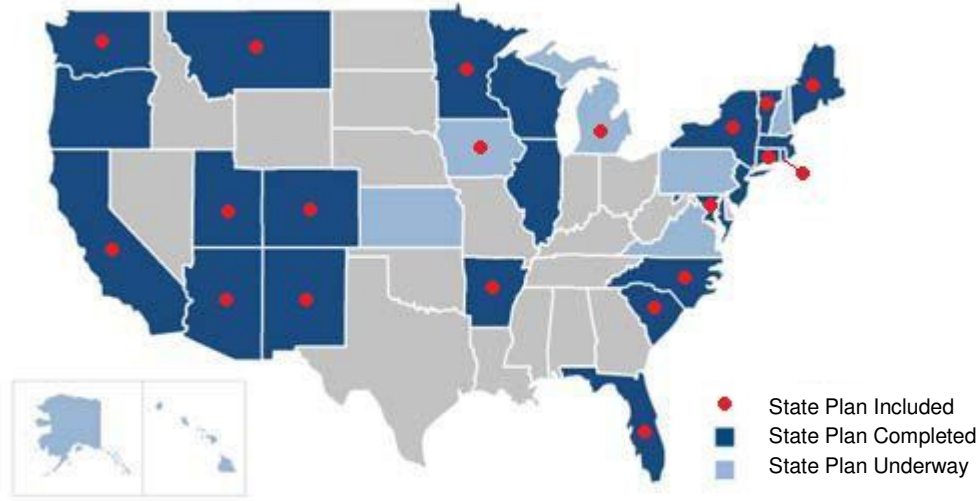 State Plan Included
State Plan Completed
State Plan Underway